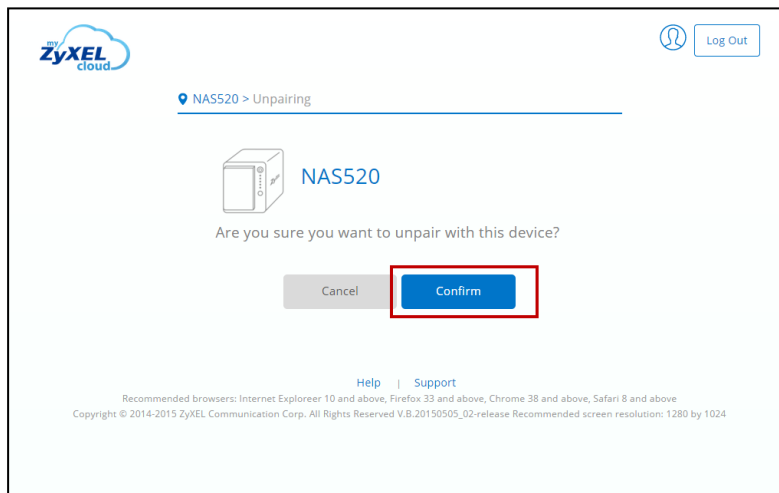 my
ZyXEL
cloud
Log Out
NAS520 > Unpairing
NAS520
Are you sure you want to unpair with this device?
Cancel
Confirm
Help | Support
Recommended browsers: Internet Exploreer 10 and above, Firefox 33 and above, Chrome 38 and above, Safari 8 and above
Copyright © 2014-2015 ZyXEL Communication Corp. All Rights Reserved V.B.20150505_02-release Recommended screen resolution: 1280 by 1024